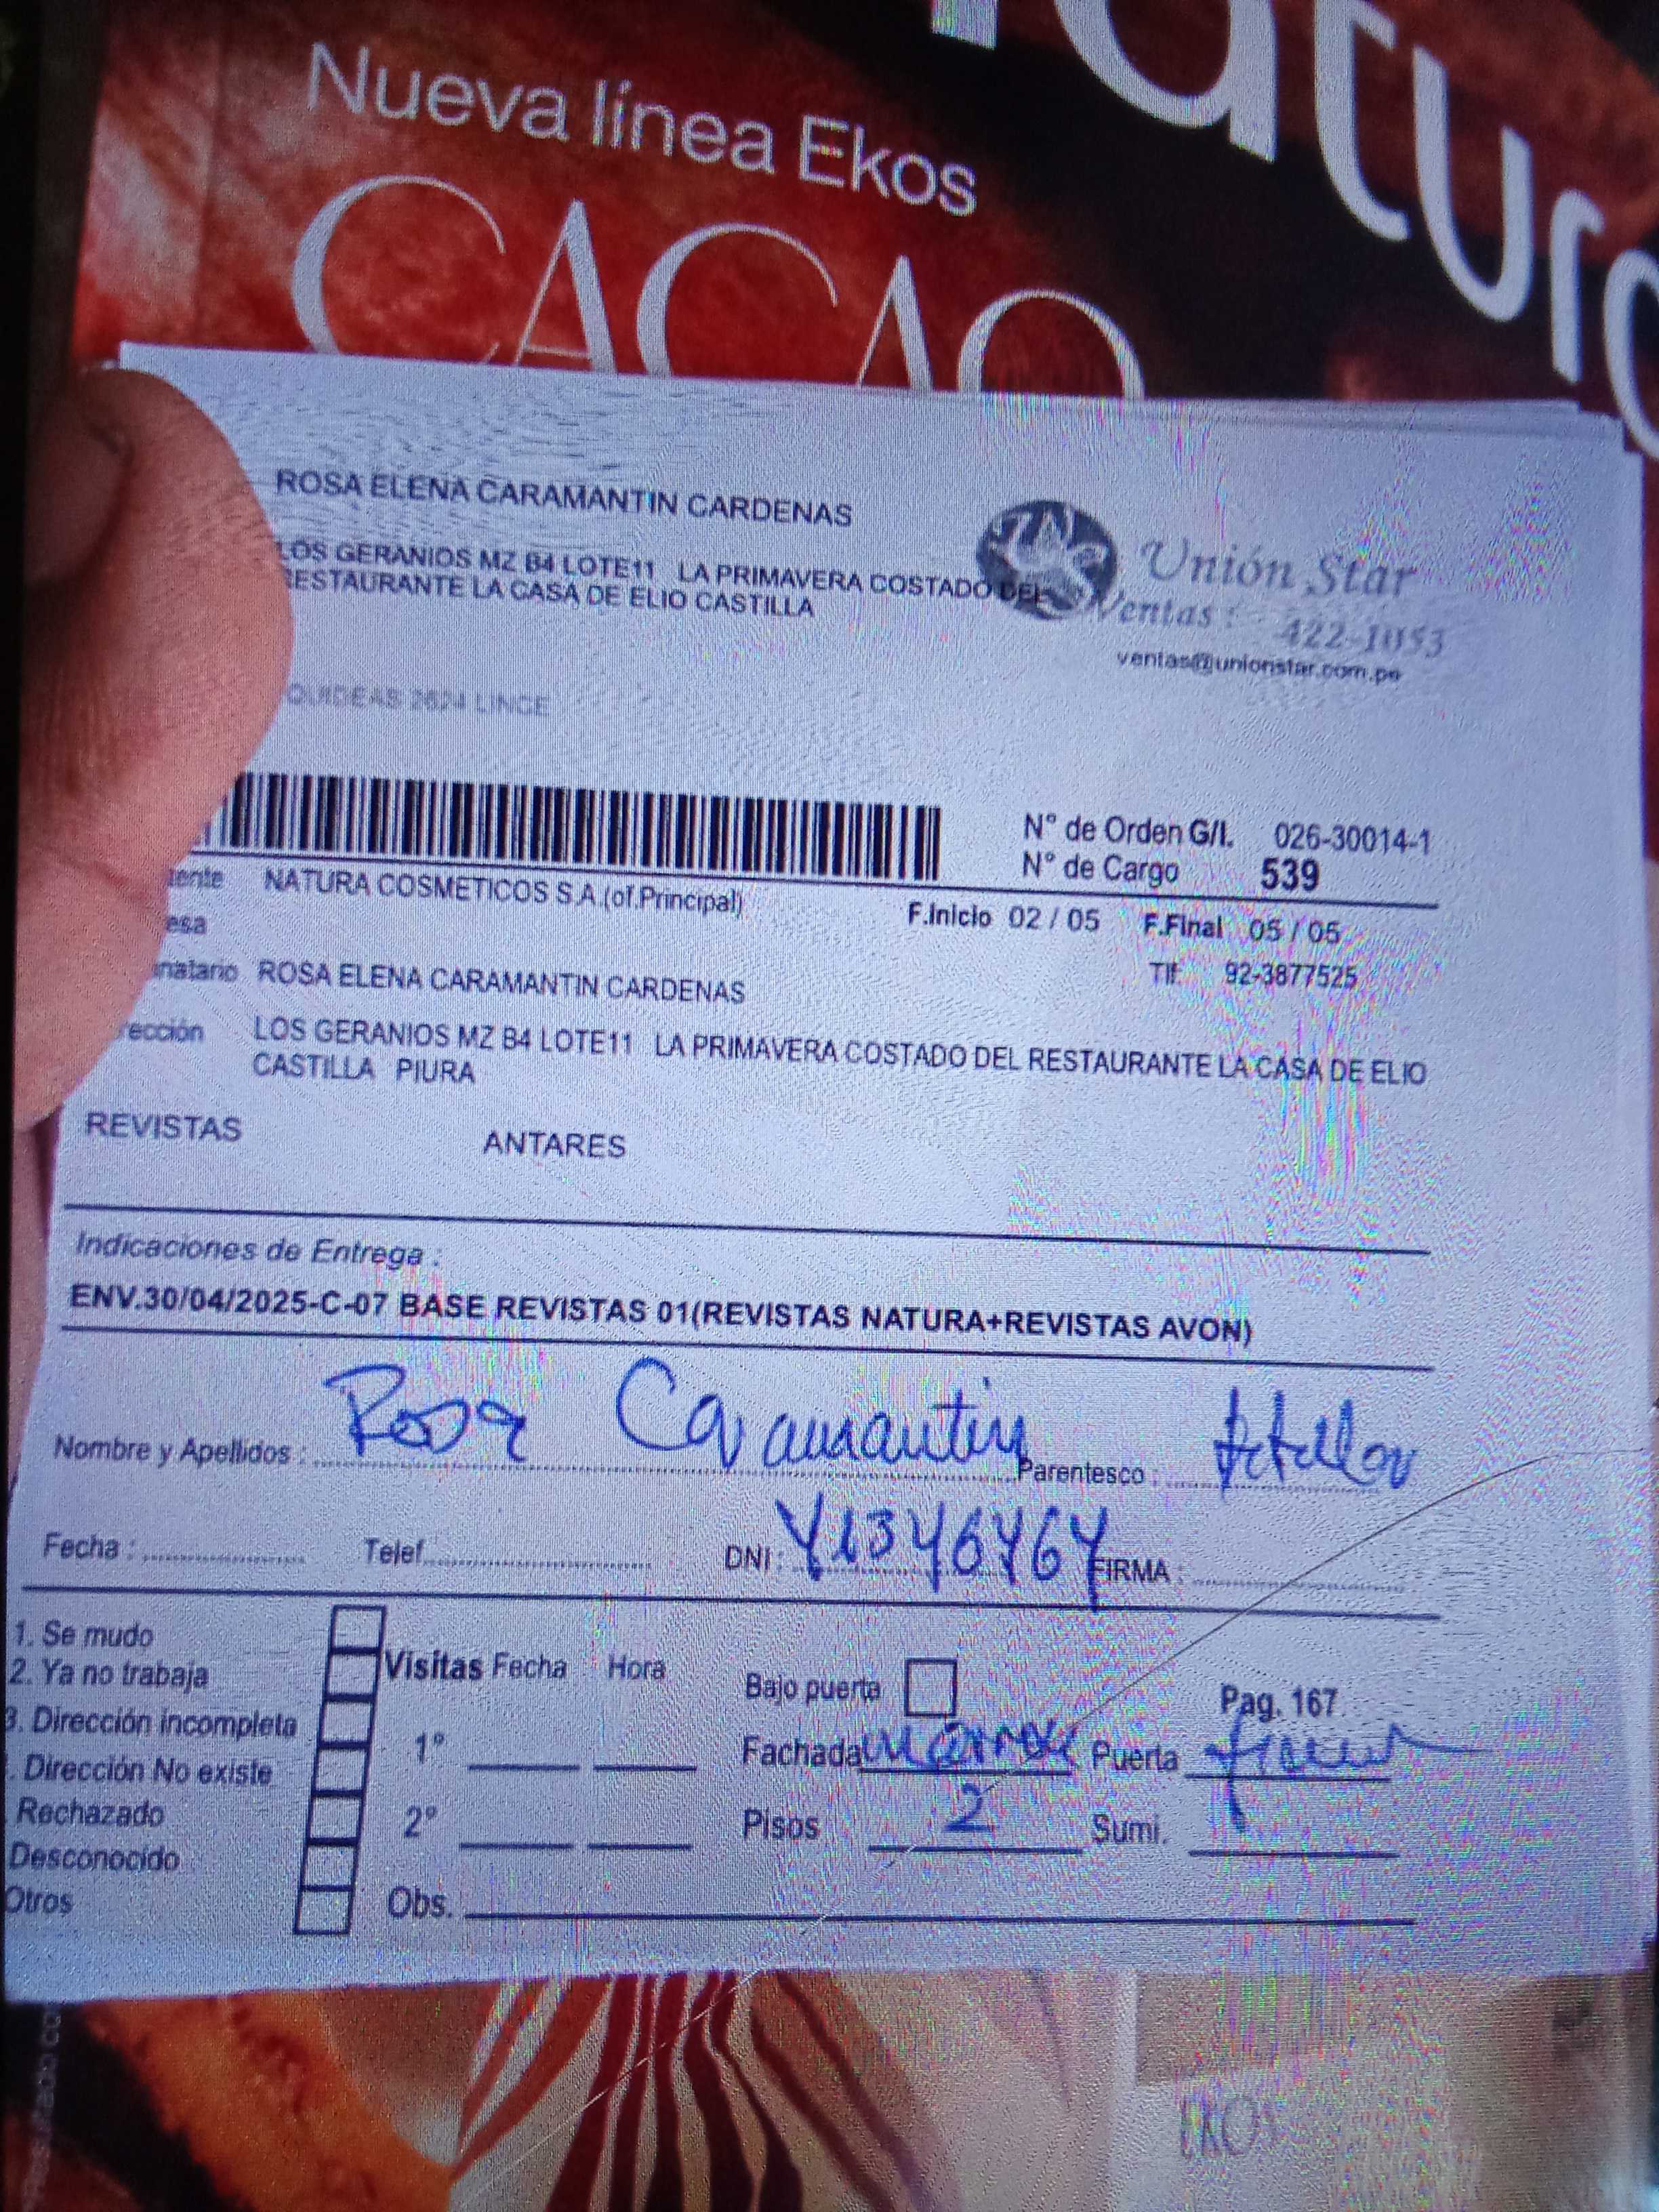 Nueva línea Ekos
CACAO
ROSA ELENA CARAMANTIN CARDENAS
LOS GERANIOS MZ B4 LOTE11 LA PRIMAVERA COSTADO DEL
RESTAURANTE LA CASA DE ELIO CASTILLA
Unión Star
Ventas : 422-1053
ventas@unionstar.com.pe
2624 LINCE
N° de Orden G/I. 026-30014-1
N° de Cargo 539
NATURA COSMETICOS S.A.(of.Principal)
F.Inicio 02 / 05 F.Final 05 / 05
ROSA ELENA CARAMANTIN CARDENAS
Tlf: 92-3877525
LOS GERANIOS MZ B4 LOTE11 LA PRIMAVERA COSTADO DEL RESTAURANTE LA CASA DE ELIO
CASTILLA PIURA
REVISTAS ANTARES
Indicaciones de Entrega :
ENV.30/04/2025-C-07 BASE REVISTAS 01(REVISTAS NATURA+REVISTAS AVON)
Nombre y Apellidos : Rosa Caramantin Parentesco :
Fecha : Telef. DNI: FIRMA :
1. Se mudo
2. Ya no trabaja
3. Dirección incompleta
. Dirección No existe
Rechazado
Desconocido
Otros
Visitas Fecha Hora
1°
2°
Obs.
Bajo puerta
Pag. 167
Fachada Puerta
Pisos 2 Sumi.